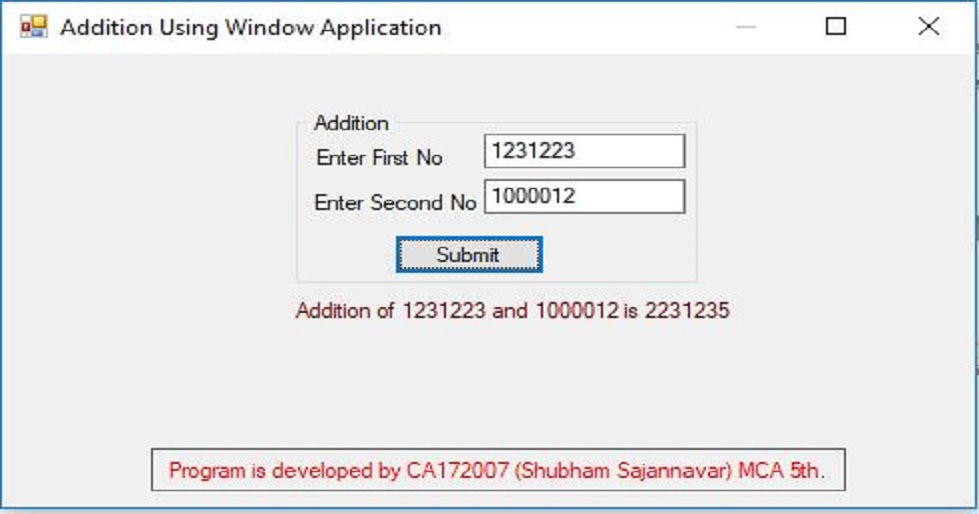 Addition Using Window Application
Addition
Enter First No 1231223
Enter Second No 1000012
Submit
Addition of 1231223 and 1000012 is 2231235
Program is developed by CA172007 (Shubham Sajannavar) MCA 5th.